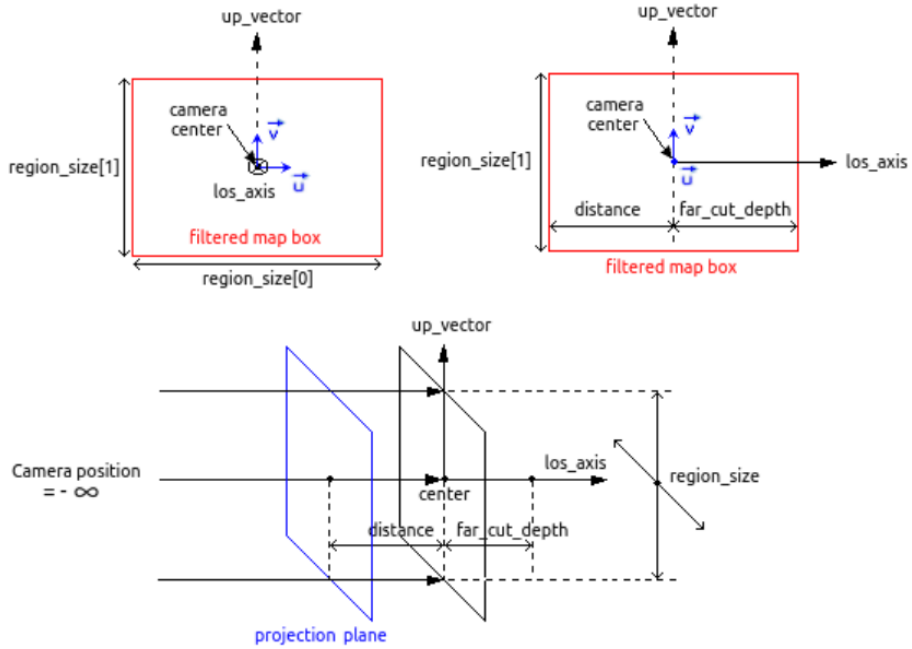 up_vector
camera
center
v
region_size[1]
u
los_axis
filtered map box
region_size[0]
up_vector
camera
center
v
region_size[1]
los_axis
u
distance
far_cut_depth
filtered map box
up_vector
Camera position
= - ∞
los_axis
region_size
center
distance
far_cut_depth
projection plane